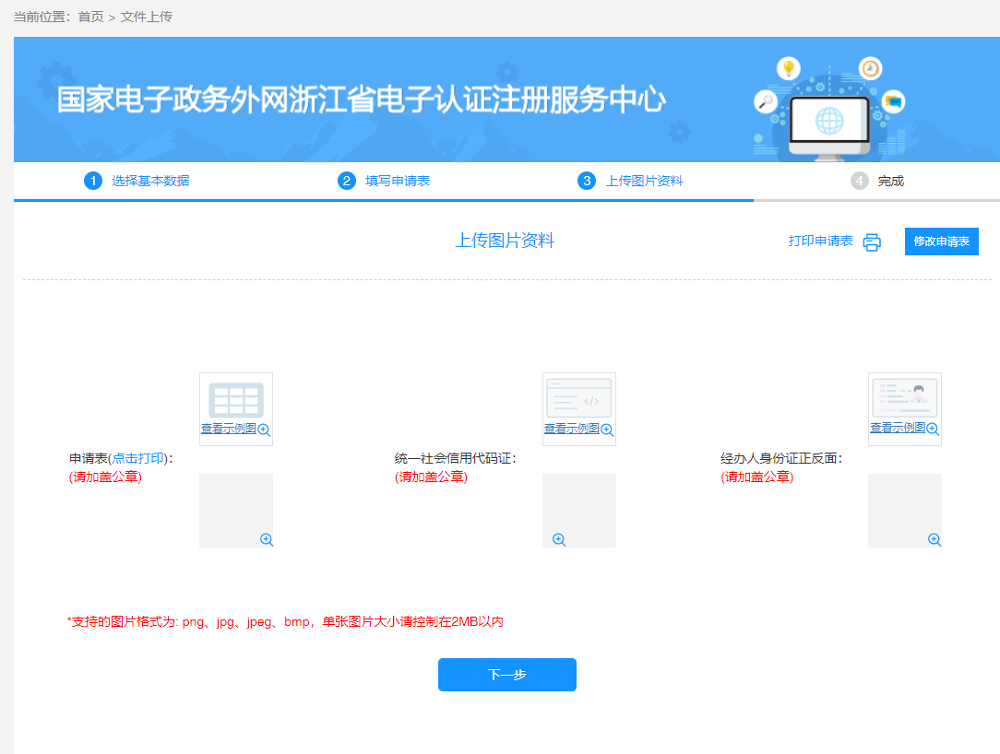 当前位置：首页 > 文件上传
国家电子政务外网浙江省电子认证注册服务中心
1 选择基本数据
2 填写申请表
3 上传图片资料
4 完成
上传图片资料
打印申请表
修改申请表
查看示例图
申请表(点击打印)：
(请加盖公章)
查看示例图
统一社会信用代码证：
(请加盖公章)
查看示例图
经办人身份证正反面：
(请加盖公章)
*支持的图片格式为: png、jpg、jpeg、bmp，单张图片大小请控制在2MB以内
下一步